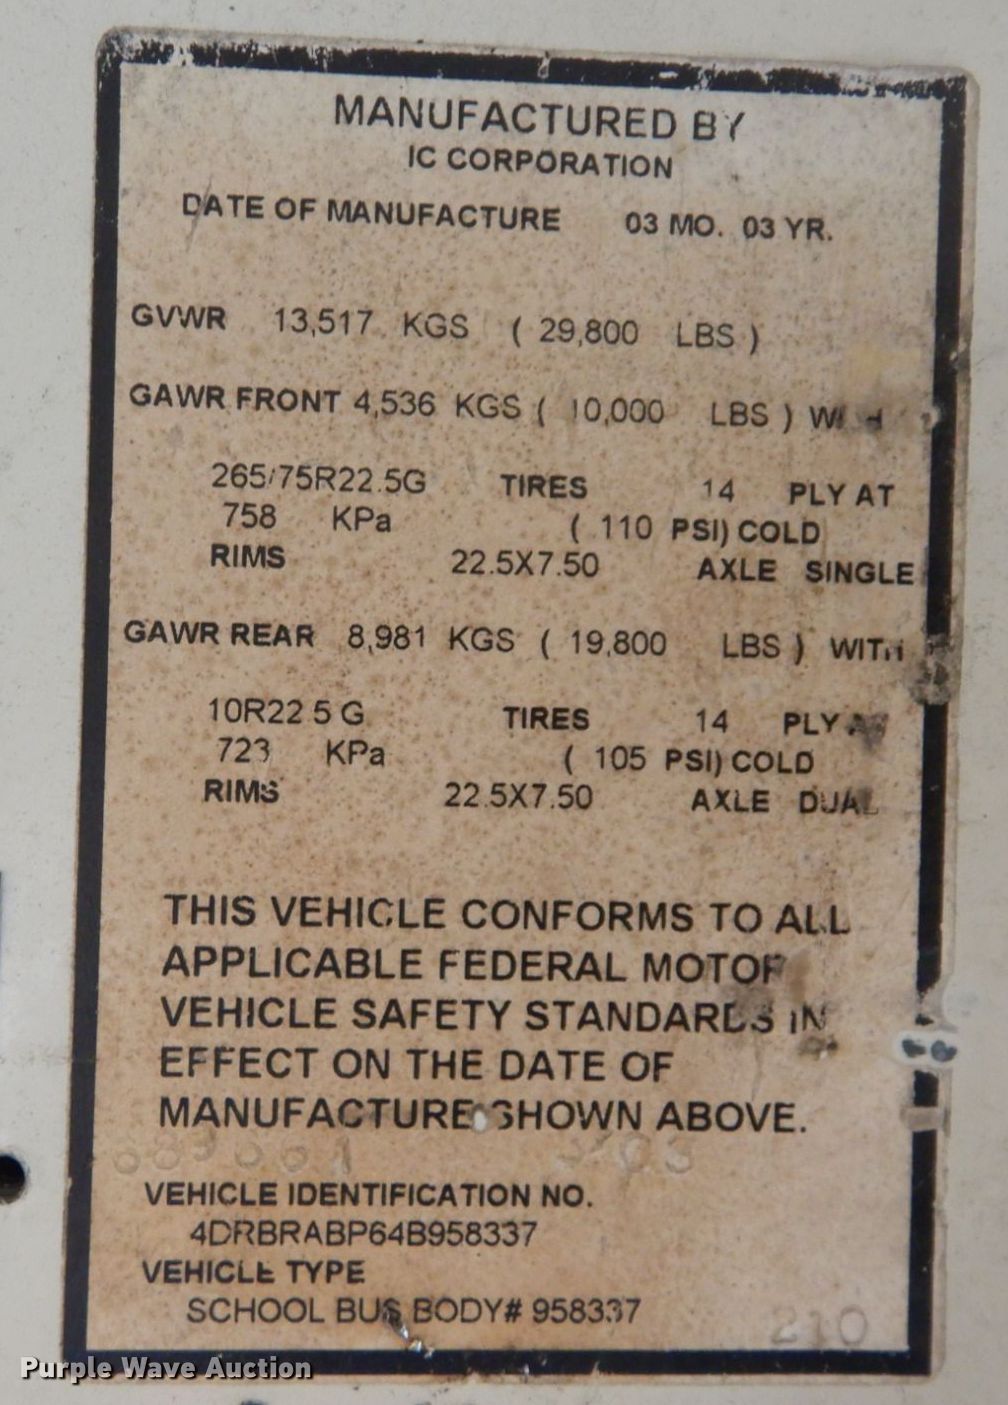 MANUFACTURED BY
IC CORPORATION
DATE OF MANUFACTURE 03 MO. 03 YR.
GVWR 13,517 KGS ( 29,800 LBS )
GAWR FRONT 4,536 KGS ( 10,000 LBS ) WITH
265/75R22.5G TIRES 14 PLY AT
758 KPa ( 110 PSI) COLD
RIMS 22.5X7.50 AXLE SINGLE
GAWR REAR 8,981 KGS ( 19,800 LBS ) WITH
10R22.5 G TIRES 14 PLY AT
723 KPa ( 105 PSI) COLD
RIMS 22.5X7.50 AXLE DUAL
THIS VEHICLE CONFORMS TO ALL
APPLICABLE FEDERAL MOTOR
VEHICLE SAFETY STANDARDS IN
EFFECT ON THE DATE OF
MANUFACTURE SHOWN ABOVE.
VEHICLE IDENTIFICATION NO.
4DRBRABP64B958337
VEHICLE TYPE
SCHOOL BUS BODY# 958337
210
Purple Wave Auction